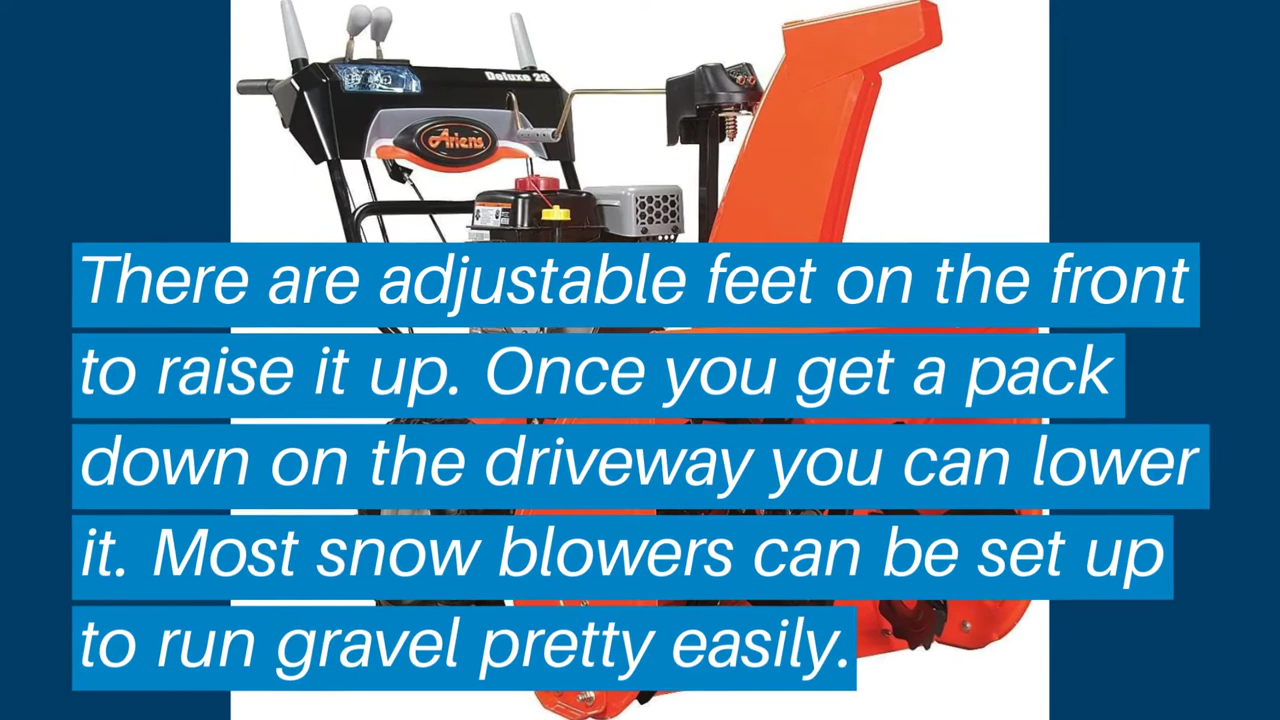 Deluxe 28
Ariens
There are adjustable feet on the front
to raise it up. Once you get a pack
down on the driveway you can lower
it. Most snow blowers can be set up
to run gravel pretty easily.